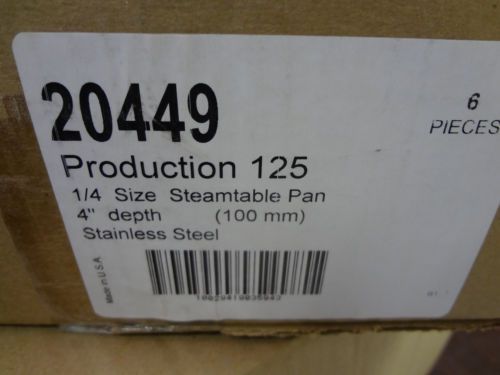 20449
6
PIECES
Production 125
1/4 Size Steamtable Pan
4" depth (100 mm)
Stainless Steel
Made in U.S.A.